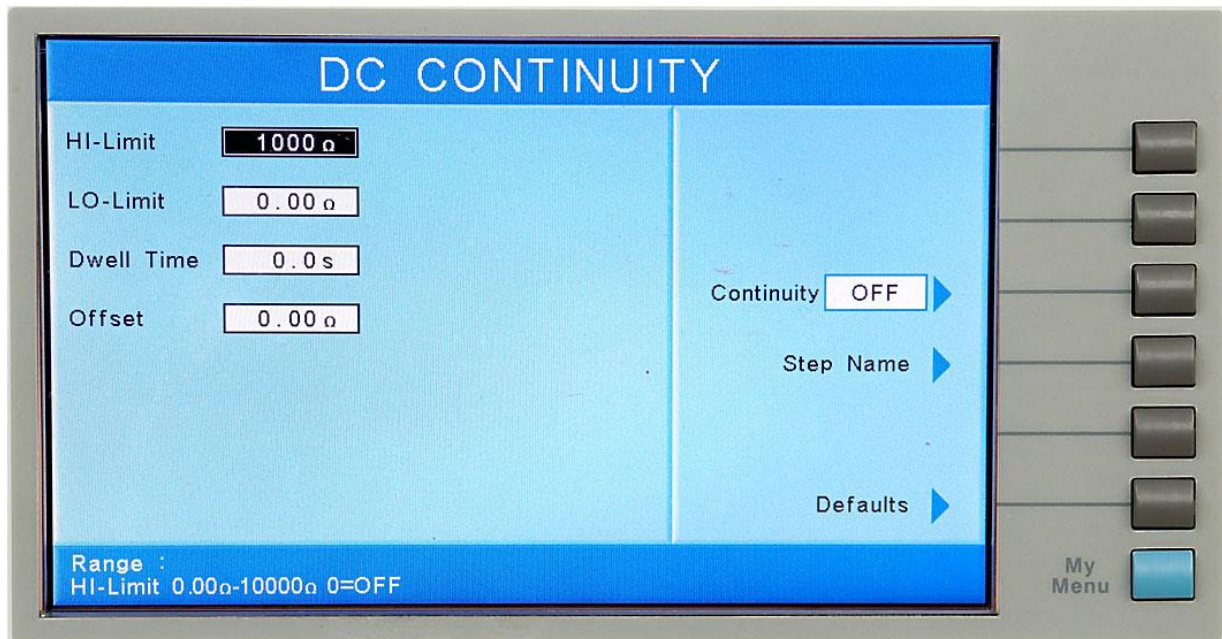 DC CONTINUITY
HI-Limit 1000Ω
LO-Limit 0.00Ω
Dwell Time 0.0s
Offset 0.00Ω
Continuity OFF
Step Name
Defaults
Range :
HI-Limit 0.00Ω-10000Ω 0=OFF
My
Menu